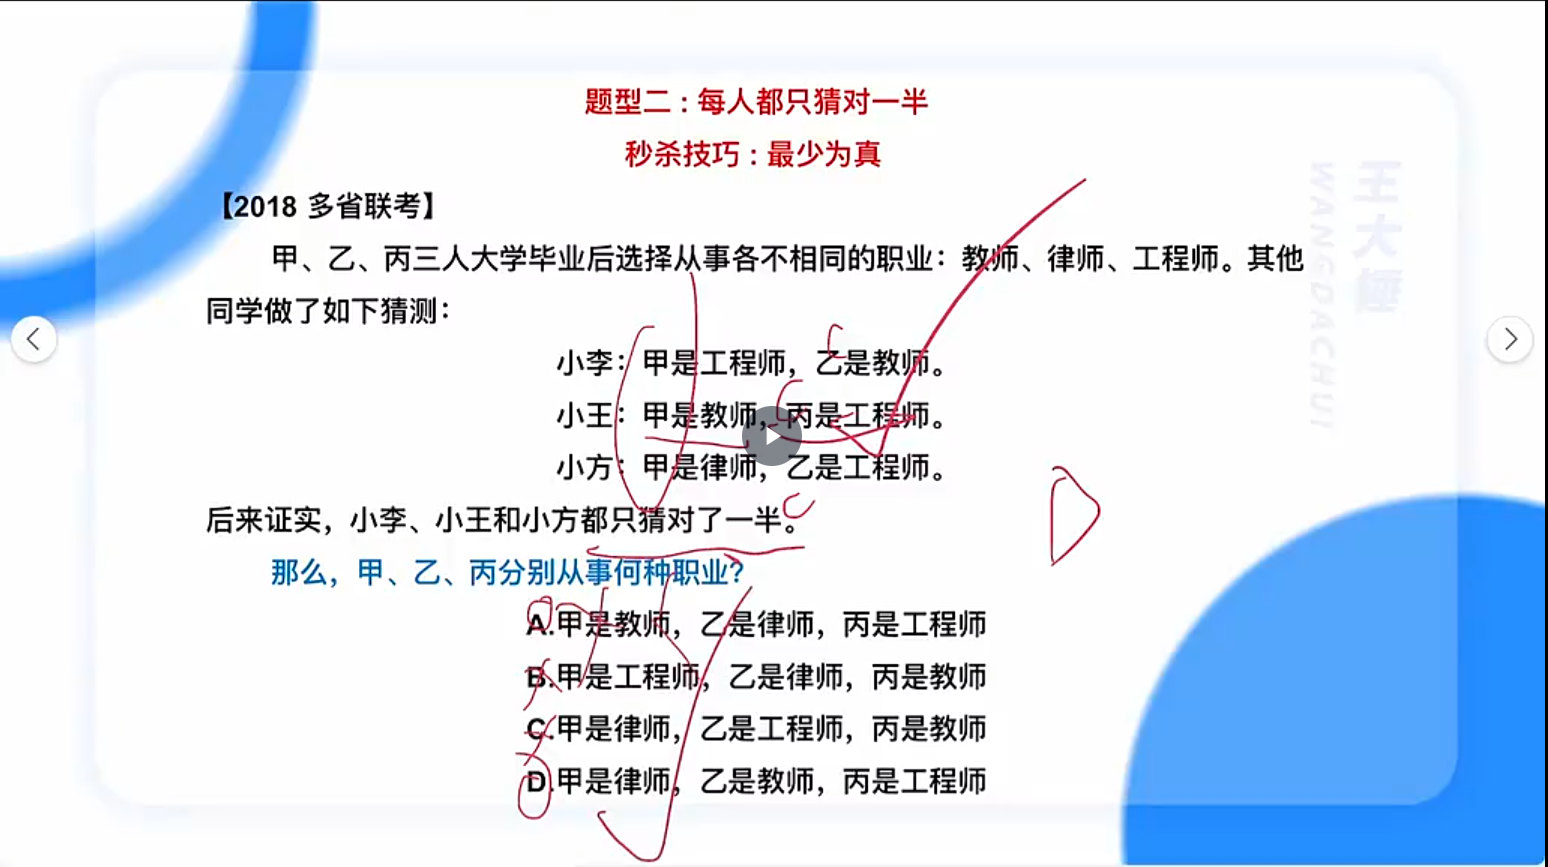 题型二：每人都只猜对一半
秒杀技巧：最少为真
【2018 多省联考】
甲、乙、丙三人大学毕业后选择从事各不相同的职业：教师、律师、工程师。其他
同学做了如下猜测：
小李：甲是工程师，乙是教师。
小王：甲是教师，丙是工程师。
小方：甲是律师，乙是工程师。
后来证实，小李、小王和小方都只猜对了一半。
那么，甲、乙、丙分别从事何种职业？
A.甲是教师，乙是律师，丙是工程师
B.甲是工程师，乙是律师，丙是教师
C.甲是律师，乙是工程师，丙是教师
D.甲是律师，乙是教师，丙是工程师
D
王大锤
WANGDACHUI